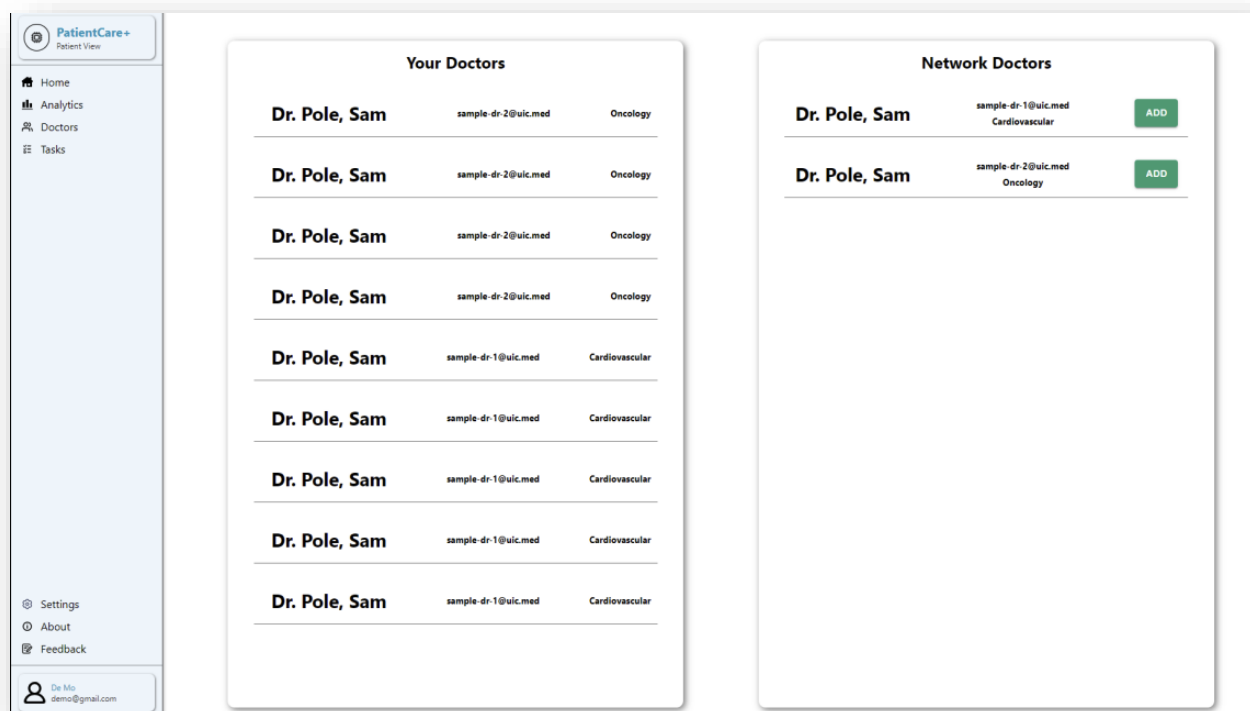 PatientCare+
Patient View
Home
Analytics
Doctors
Tasks
Settings
About
Feedback
De Mo
demo@gmail.com
Your Doctors
Dr. Pole, Sam sample-dr-2@uic.med Oncology
Dr. Pole, Sam sample-dr-2@uic.med Oncology
Dr. Pole, Sam sample-dr-2@uic.med Oncology
Dr. Pole, Sam sample-dr-2@uic.med Oncology
Dr. Pole, Sam sample-dr-1@uic.med Cardiovascular
Dr. Pole, Sam sample-dr-1@uic.med Cardiovascular
Dr. Pole, Sam sample-dr-1@uic.med Cardiovascular
Dr. Pole, Sam sample-dr-1@uic.med Cardiovascular
Dr. Pole, Sam sample-dr-1@uic.med Cardiovascular
Network Doctors
Dr. Pole, Sam sample-dr-1@uic.med ADD
Cardiovascular
Dr. Pole, Sam sample-dr-2@uic.med ADD
Oncology